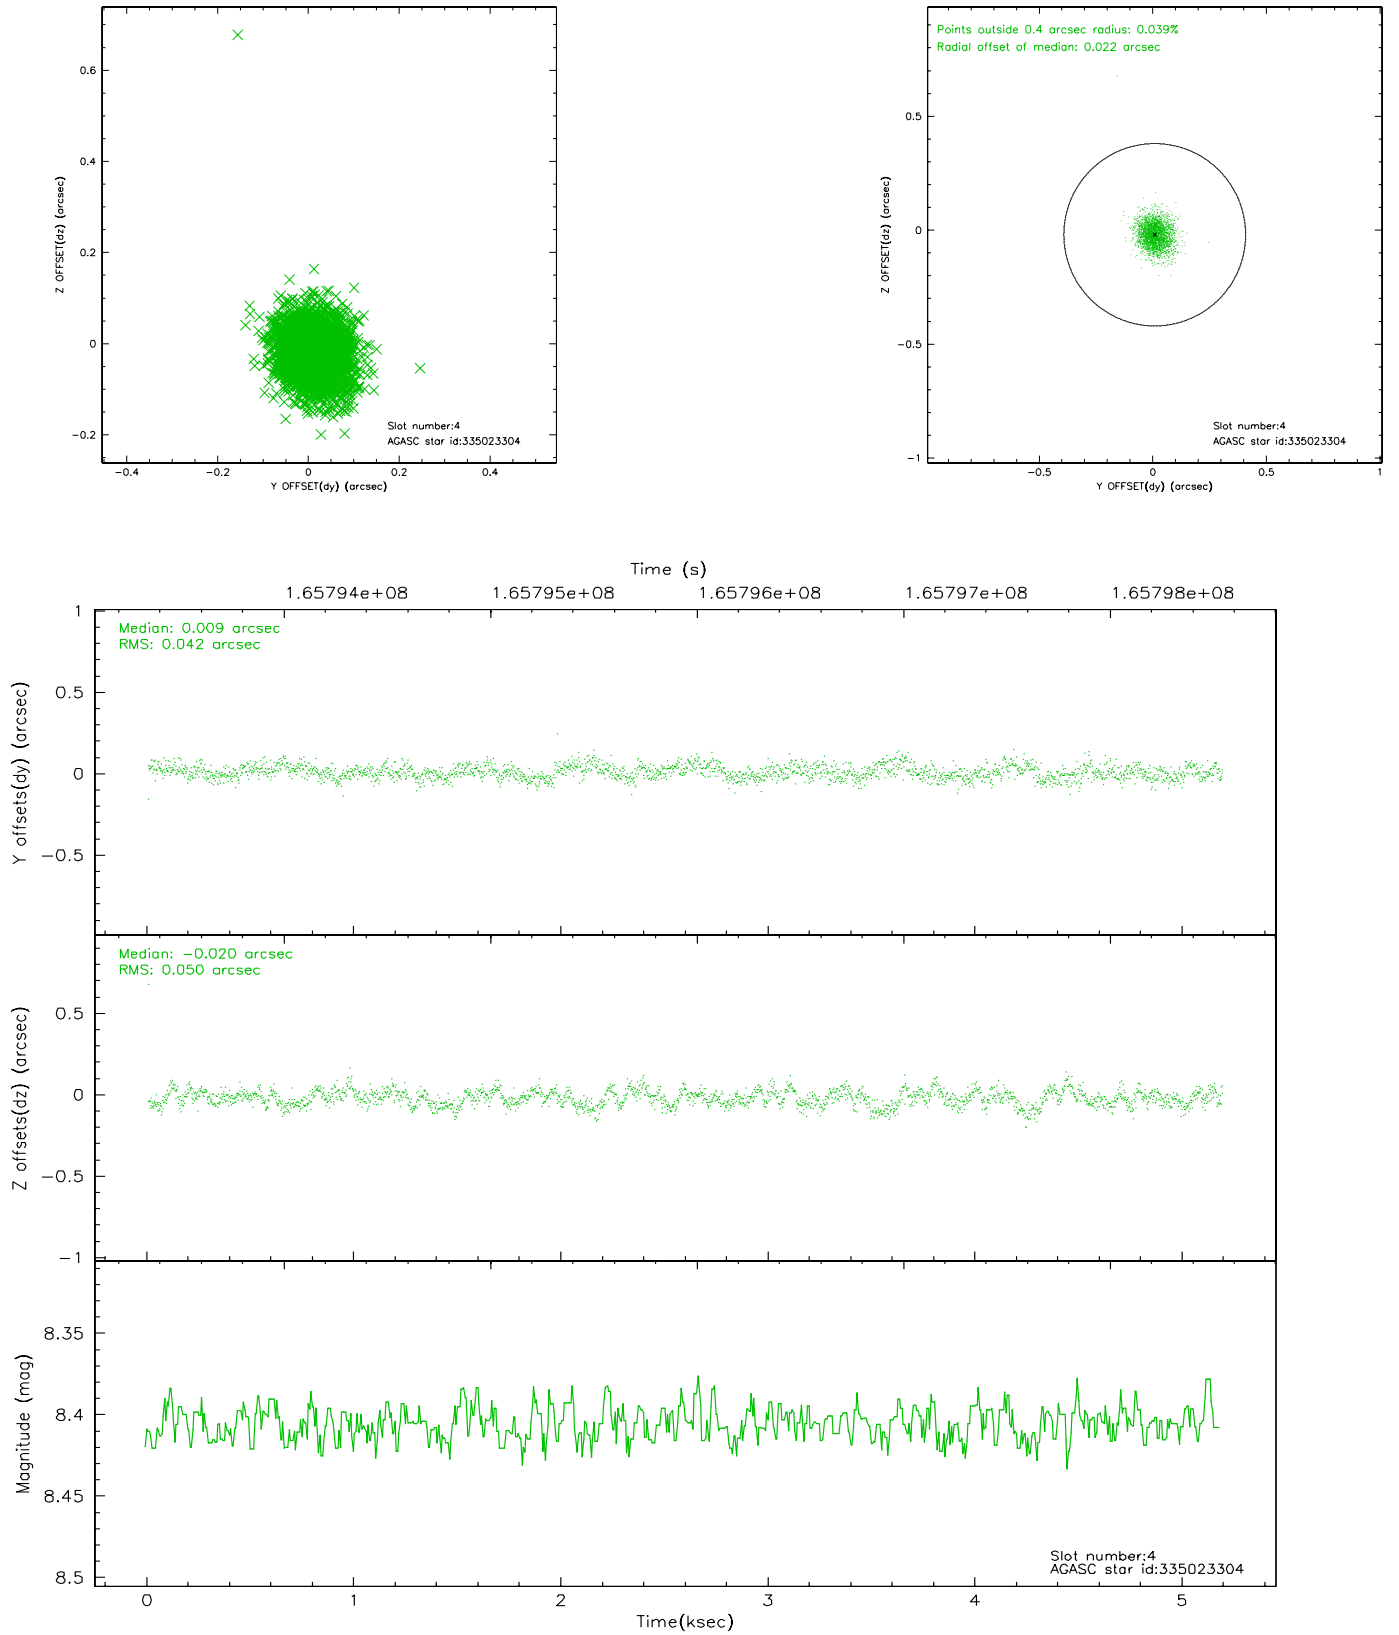 0.6
0.4
0.2
0
−0.2
Z OFFSET(dz) (arcsec)
Slot number:4
AGASC star id:335023304
−0.4 −0.2 0 0.2 0.4
Y OFFSET(dy) (arcsec)
Points outside 0.4 arcsec radius: 0.039%
Radial offset of median: 0.022 arcsec
0.5
0
−0.5
−1
Z OFFSET(dz) (arcsec)
Slot number:4
AGASC star id:335023304
−0.5 0 0.5 1
Y OFFSET(dy) (arcsec)
Time (s)
1.65794e+08 1.65795e+08 1.65796e+08 1.65797e+08 1.65798e+08
Median: 0.009 arcsec
RMS: 0.042 arcsec
1
0.5
0
−0.5
Y offsets(dy) (arcsec)
Median: −0.020 arcsec
RMS: 0.050 arcsec
0.5
0
−0.5
−1
Z offsets(dz) (arcsec)
8.35
8.4
8.45
8.5
Magnitude (mag)
Slot number:4
AGASC star id:335023304
0 1 2 3 4 5
Time(ksec)